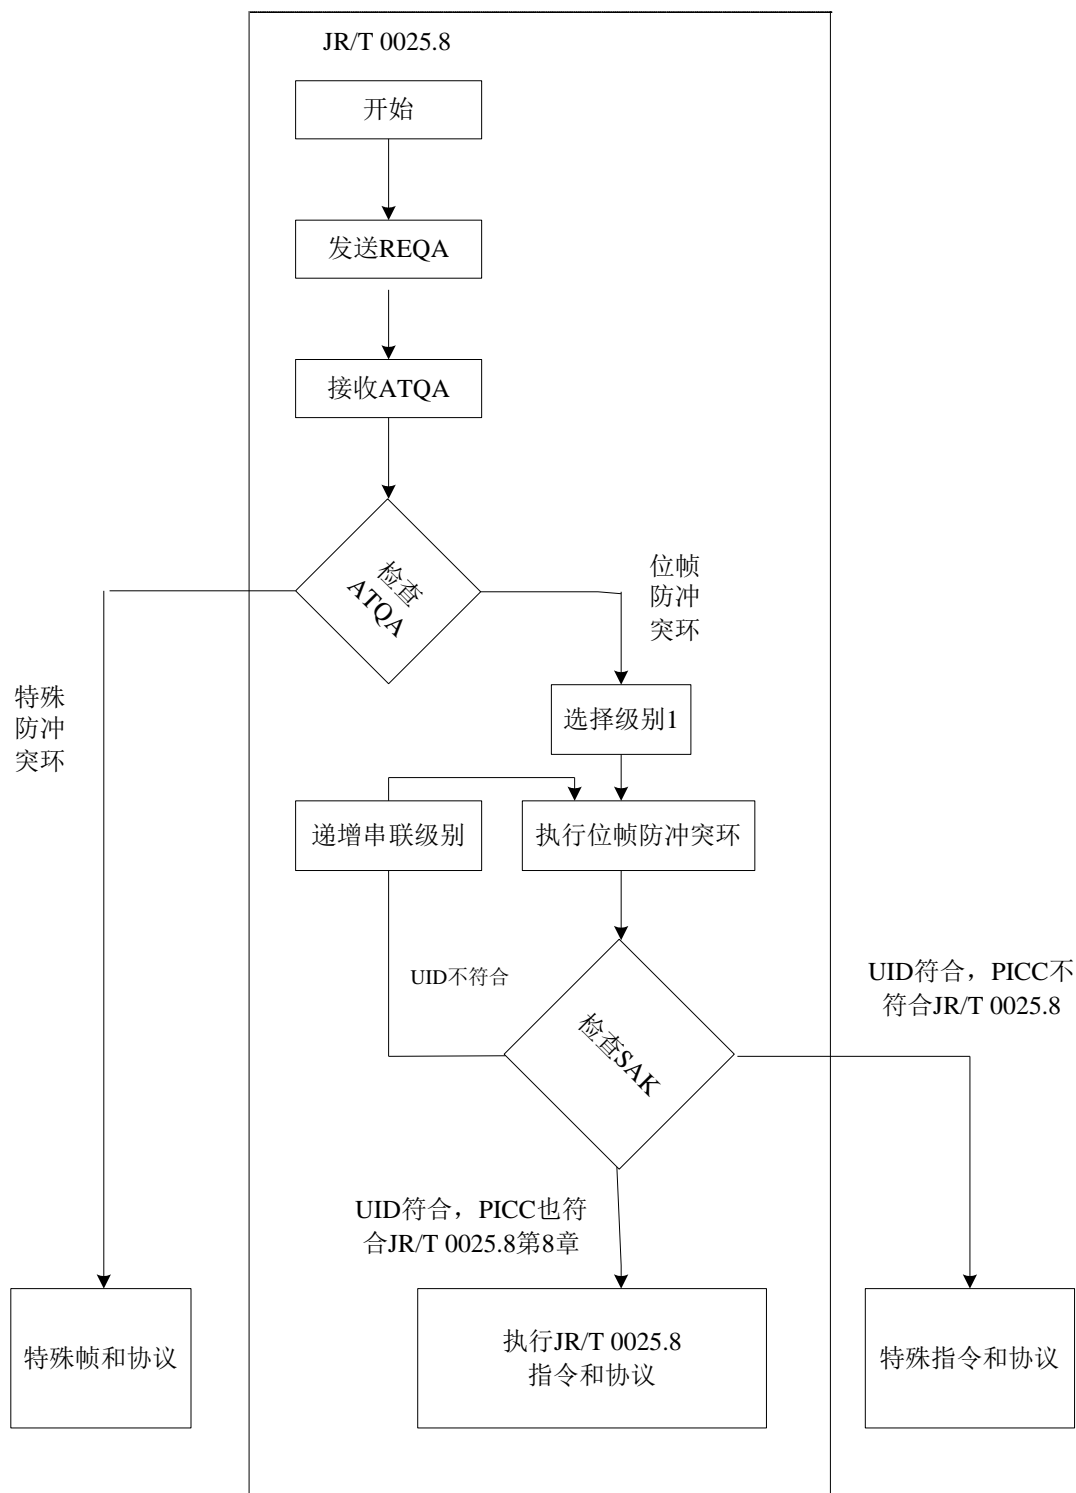 JR/T 0025.8
开始
发送REQA
接收ATQA
检查
ATQA
位帧
防冲
突环
特殊
防冲
突环
选择级别1
递增串联级别
执行位帧防冲突环
UID不符合
UID符合，PICC不
符合JR/T 0025.8
检查SAK
UID符合，PICC也符
合JR/T 0025.8第8章
特殊帧和协议
执行JR/T 0025.8
指令和协议
特殊指令和协议